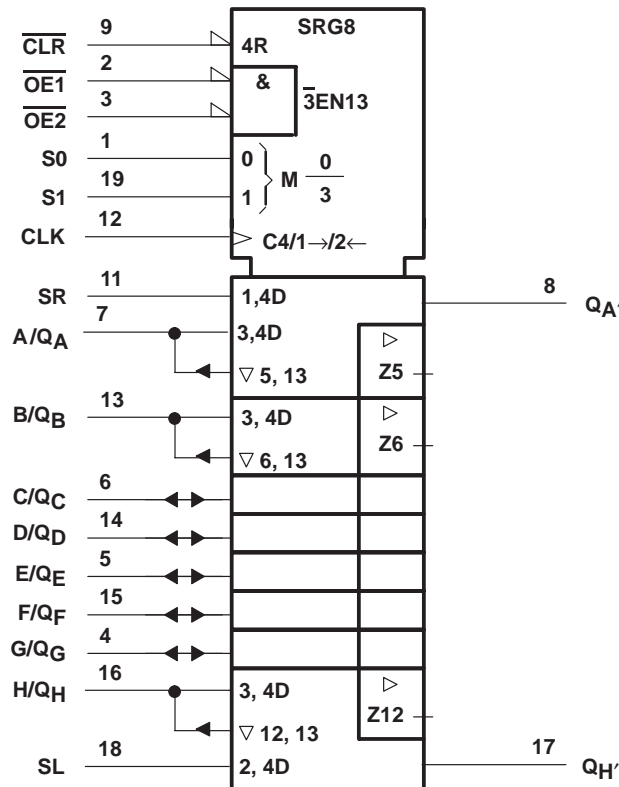 SRG8
CLR 9 4R
OE1 2 & 3EN13
OE2 3
S0 1 0 M 0
S1 19 1 3
CLK 12 C4/1→/2←
SR 11 1,4D 8 QA′
A/QA 7 3,4D
▽ 5, 13 Z5
B/QB 13 3, 4D
▽ 6, 13 Z6
C/QC 6
D/QD 14
E/QE 5
F/QF 15
G/QG 4
H/QH 16 3, 4D
▽ 12, 13 Z12
SL 18 2, 4D 17 QH′